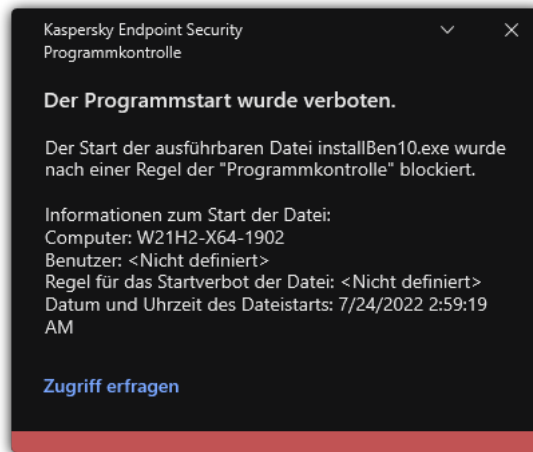 Kaspersky Endpoint Security
Programmkontrolle
Der Programmstart wurde verboten.
Der Start der ausführbaren Datei installBen10.exe wurde
nach einer Regel der "Programmkontrolle" blockiert.
Informationen zum Start der Datei:
Computer: W21H2-X64-1902
Benutzer: <Nicht definiert>
Regel für das Startverbot der Datei: <Nicht definiert>
Datum und Uhrzeit des Dateistarts: 7/24/2022 2:59:19
AM
Zugriff erfragen